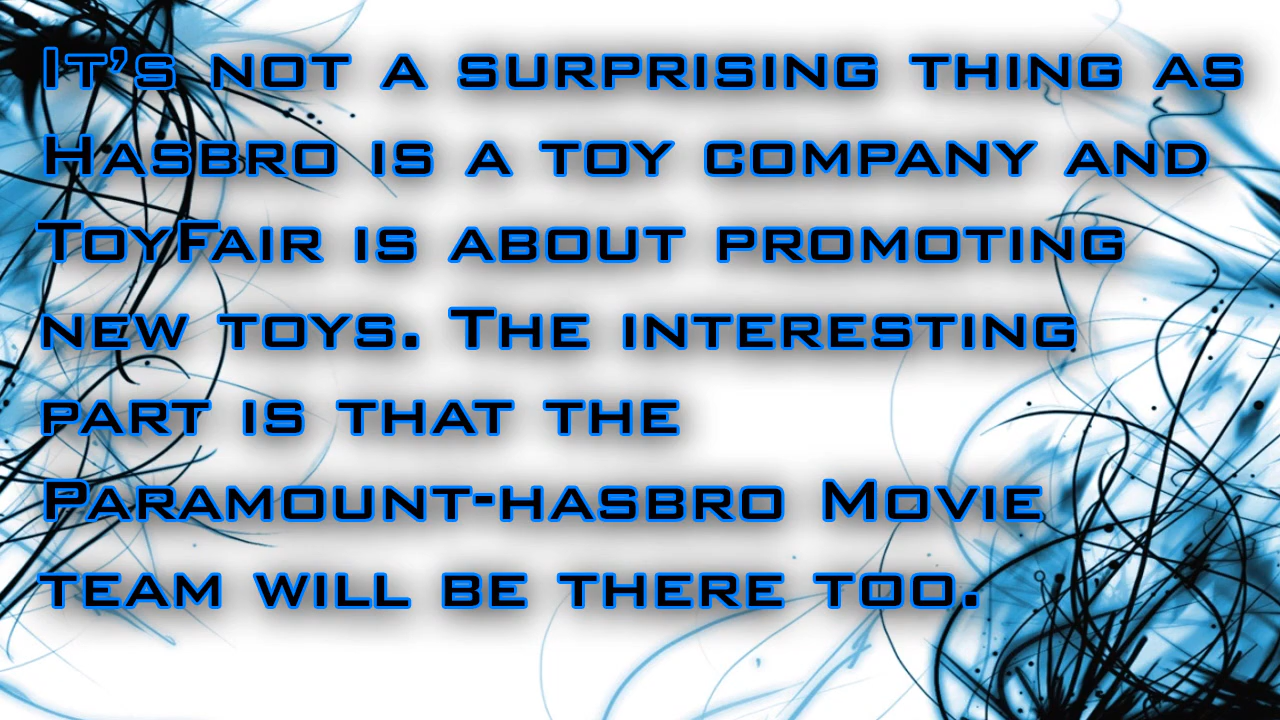 It's not a surprising thing as
Hasbro is a toy company and
ToyFair is about promoting
new toys. The interesting
part is that the
Paramount-hasbro Movie
team will be there too.